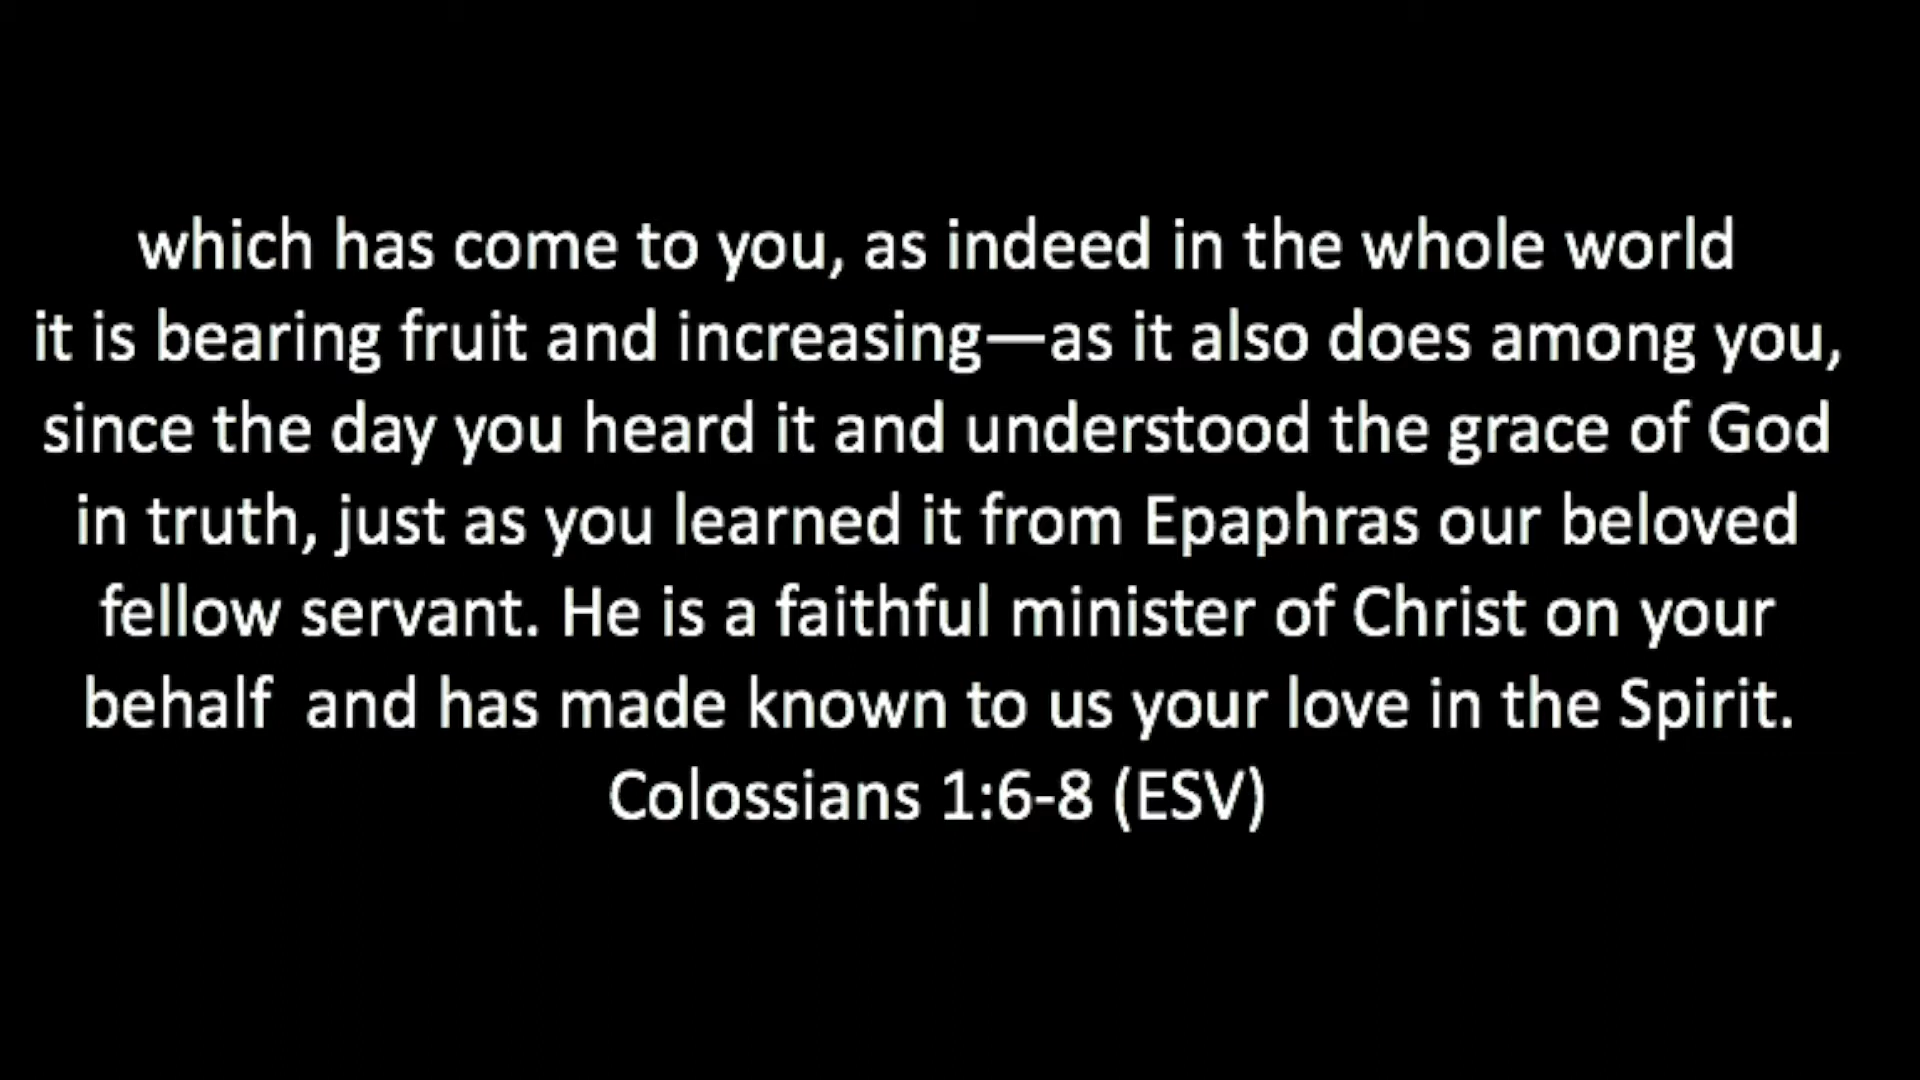 which has come to you, as indeed in the whole world
it is bearing fruit and increasing—as it also does among you,
since the day you heard it and understood the grace of God
in truth, just as you learned it from Epaphras our beloved
fellow servant. He is a faithful minister of Christ on your
behalf  and has made known to us your love in the Spirit.
Colossians 1:6-8 (ESV)